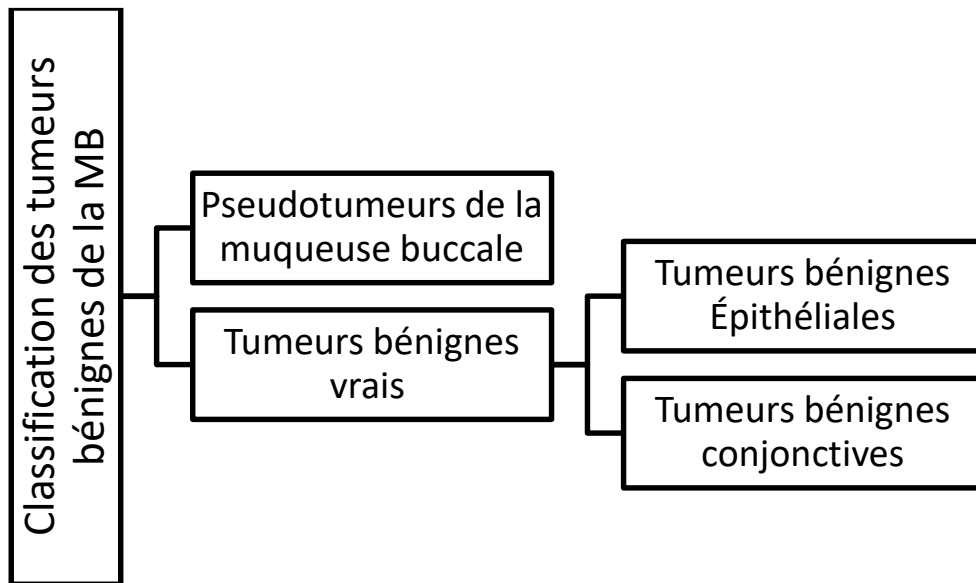 Classification des tumeurs
bénignes de la MB
Pseudotumeurs de la
muqueuse buccale
Tumeurs bénignes
vrais
Tumeurs bénignes
Épithéliales
Tumeurs bénignes
conjonctives